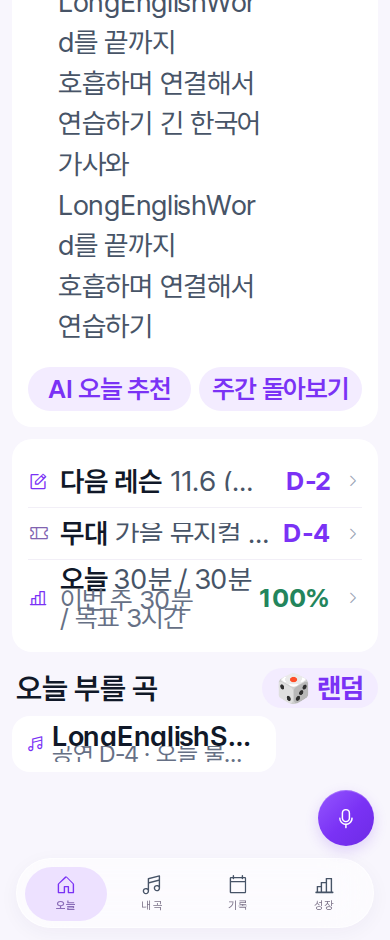 LongEnglishWor
d를 끝까지
호흡하며 연결해서
연습하기 긴 한국어
가사와
LongEnglishWor
d를 끝까지
호흡하며 연결해서
연습하기
AI 오늘 추천 주간 돌아보기
다음 레슨 11.6 (... D-2
무대 가을 뮤지컬 ... D-4
오늘 30분 / 30분
이번 주 30분
/ 목표 3시간
100%
오늘 부를 곡 랜덤
LongEnglishS...
공연 D-4 · 오늘 불...
오늘 내 곡 기록 성장